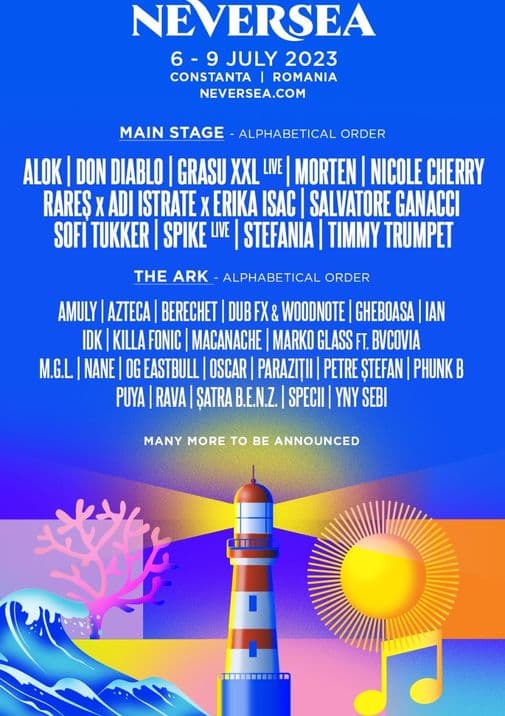 NEVERSEA
6 - 9 JULY 2023
CONSTANTA | ROMANIA
NEVERSEA.COM
MAIN STAGE - ALPHABETICAL ORDER
ALOK | DON DIABLO | GRASU XXL LIVE | MORTEN | NICOLE CHERRY
RAREȘ x ADI ISTRATE x ERIKA ISAC | SALVATORE GANACCI
SOFI TUKKER | SPIKE LIVE | STEFANIA | TIMMY TRUMPET
THE ARK - ALPHABETICAL ORDER
AMULY | AZTECA | BERECHET | DUB FX & WOODNOTE | GHEBOASA | IAN
IDK | KILLA FONIC | MACANACHE | MARKO GLASS FT. BVCOVIA
M.G.L. | NANE | OG EASTBULL | OSCAR | PARAZIȚII | PETRE ȘTEFAN | PHUNK B
PUYA | RAVA | ȘATRA B.E.N.Z. | SPECII | YNY SEBI
MANY MORE TO BE ANNOUNCED